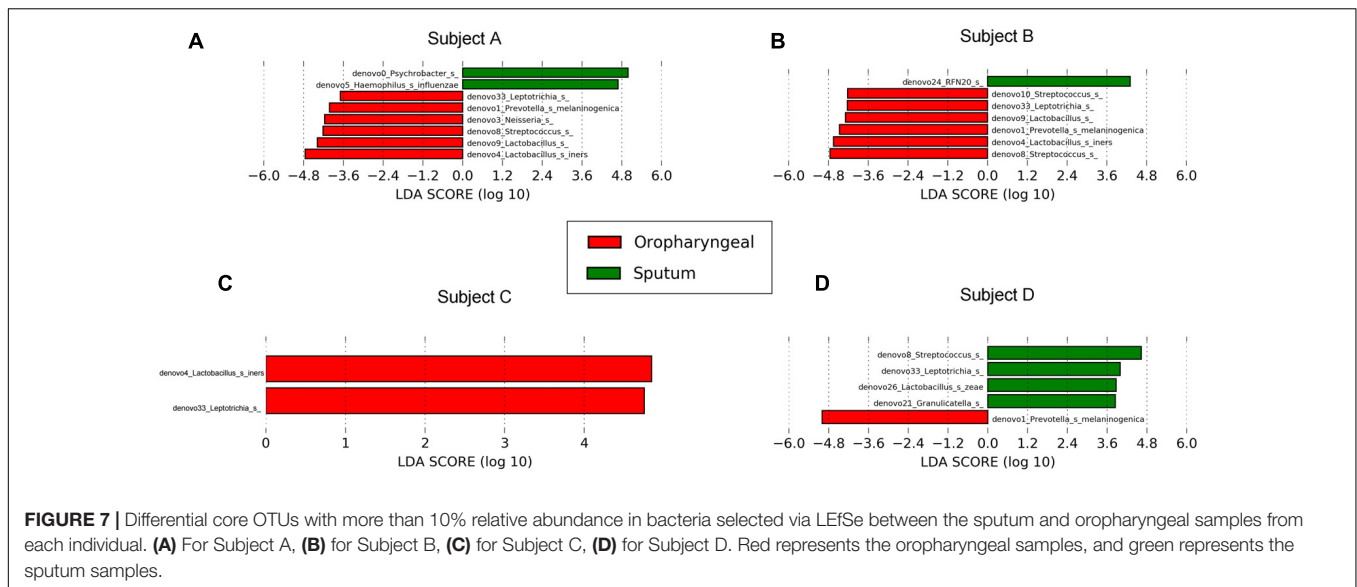 A
Subject A
denovo0_Psychrobacter_s_
denovo5_Haemophilus_s_influenzae
denovo33_Leptotrichia_s_
denovo1_Prevotella_s_melaninogenica
denovo3_Neisseria_s_
denovo8_Streptococcus_s_
denovo9_Lactobacillus_s_
denovo4_Lactobacillus_s_iners
−6.0 −4.8 −3.6 −2.4 −1.2 0.0 1.2 2.4 3.6 4.8 6.0
LDA SCORE (log 10)
B
Subject B
denovo24_RFN20_s_
denovo10_Streptococcus_s_
denovo33_Leptotrichia_s_
denovo9_Lactobacillus_s_
denovo1_Prevotella_s_melaninogenica
denovo4_Lactobacillus_s_iners
denovo8_Streptococcus_s_
−6.0 −4.8 −3.6 −2.4 −1.2 0.0 1.2 2.4 3.6 4.8 6.0
LDA SCORE (log 10)
Oropharyngeal
Sputum
C
Subject C
denovo4_Lactobacillus_s_iners
denovo33_Leptotrichia_s_
0 1 2 3 4
LDA SCORE (log 10)
D
Subject D
denovo8_Streptococcus_s_
denovo33_Leptotrichia_s_
denovo26_Lactobacillus_s_zeae
denovo21_Granulicatella_s_
denovo1_Prevotella_s_melaninogenica
−6.0 −4.8 −3.6 −2.4 −1.2 0.0 1.2 2.4 3.6 4.8 6.0
LDA SCORE (log 10)
FIGURE 7 | Differential core OTUs with more than 10% relative abundance in bacteria selected via LEfSe between the sputum and oropharyngeal samples from
each individual. (A) For Subject A, (B) for Subject B, (C) for Subject C, (D) for Subject D. Red represents the oropharyngeal samples, and green represents the
sputum samples.